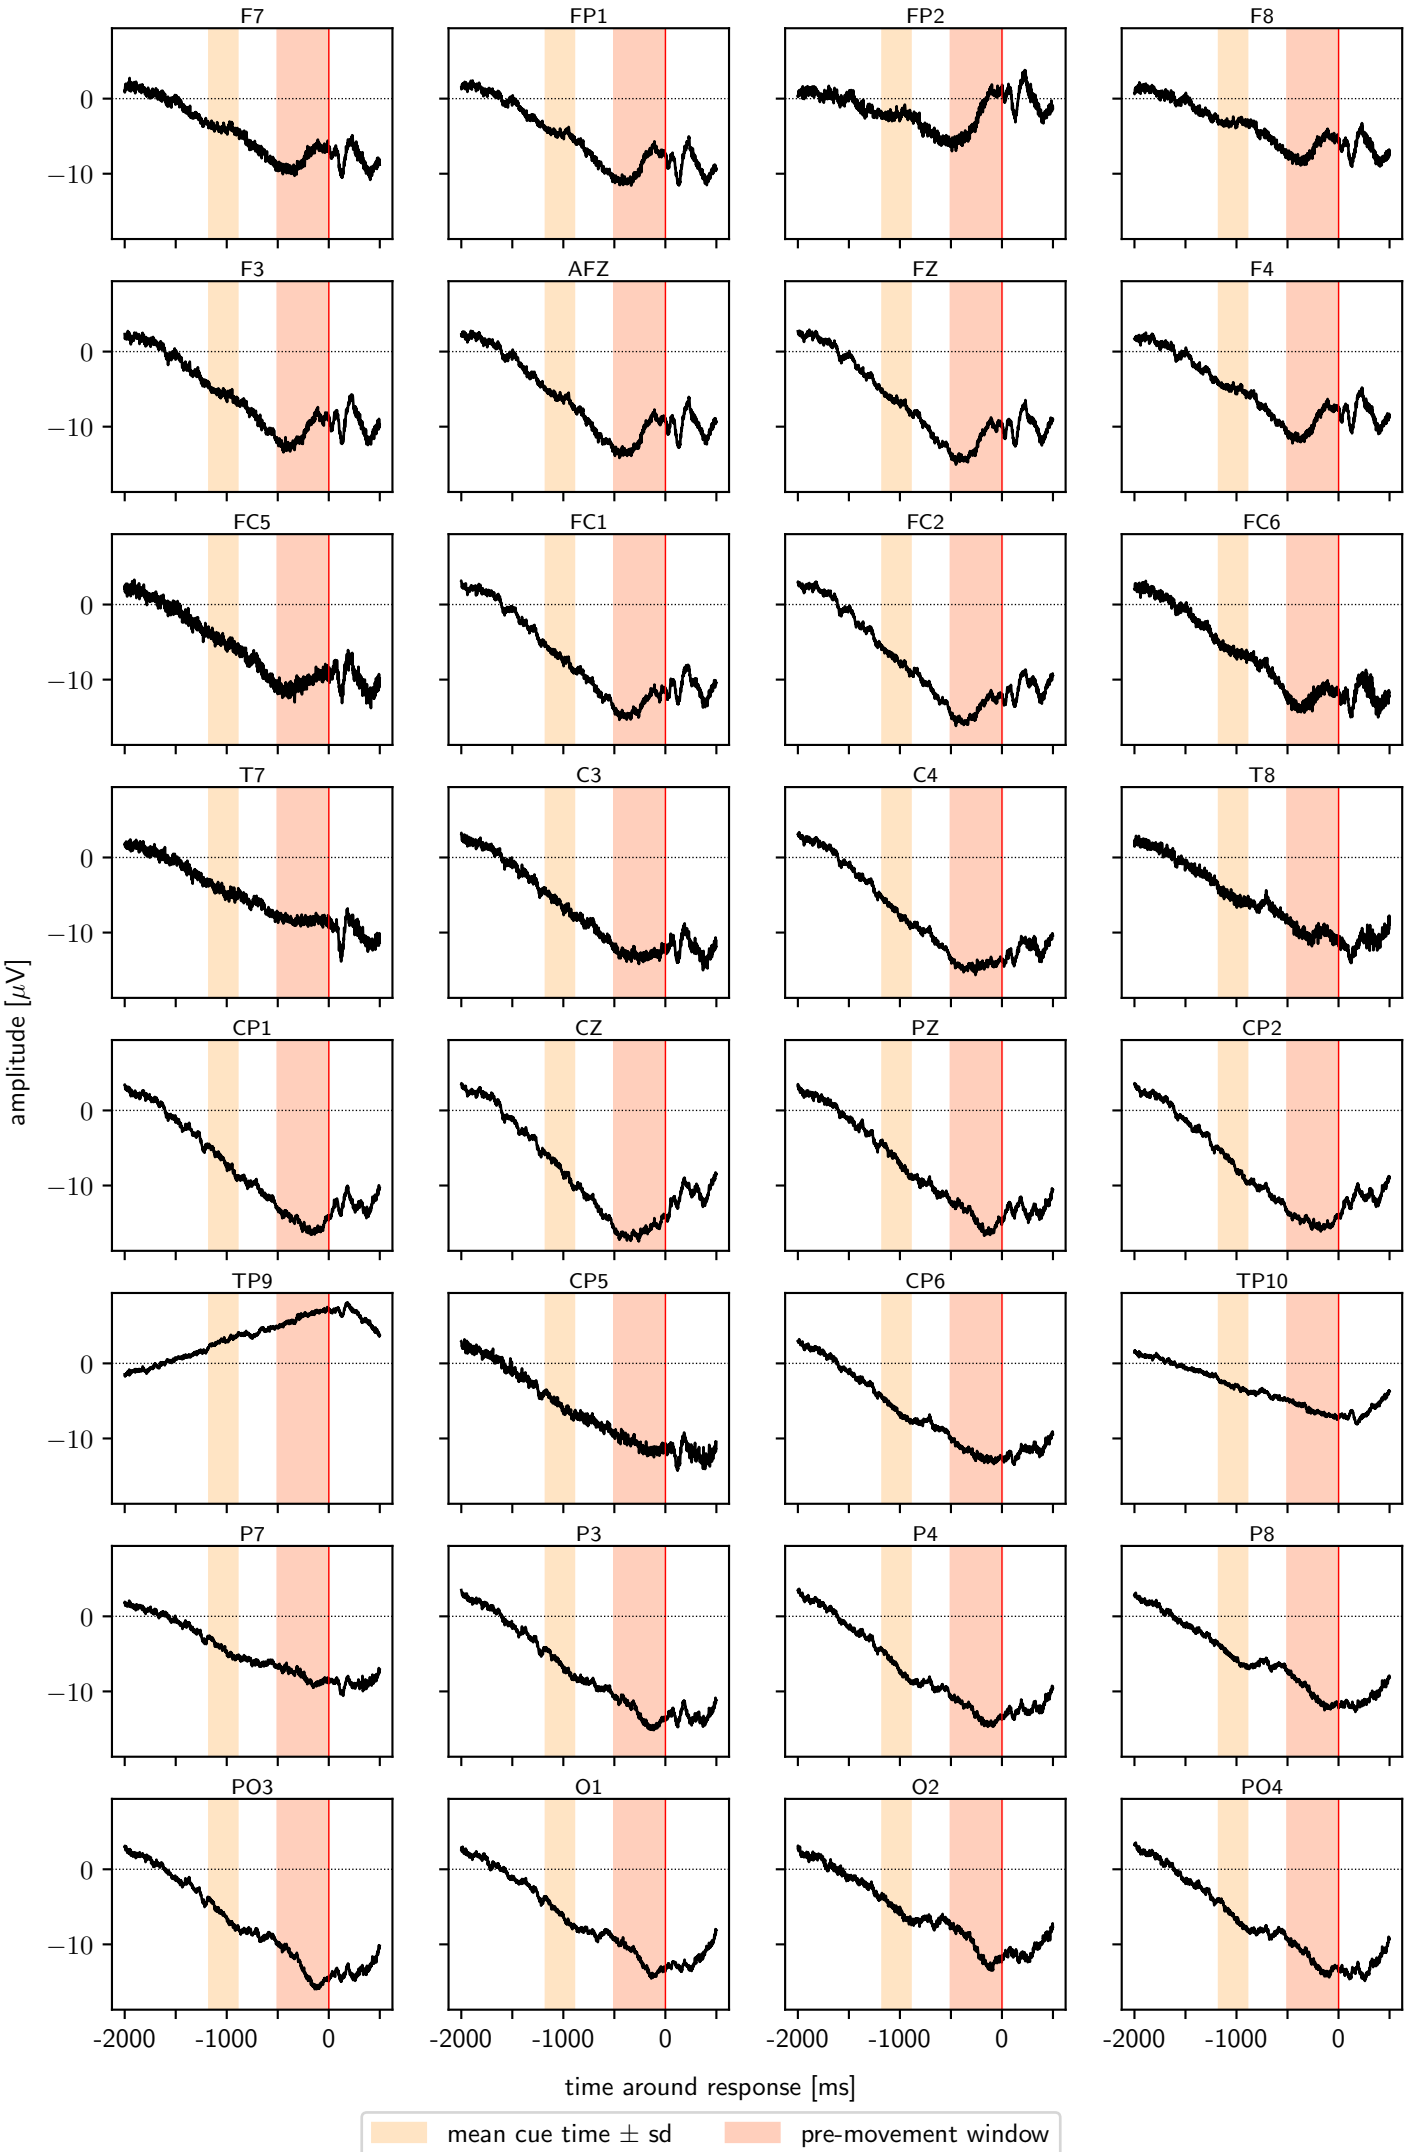 F7 FP1 FP2 F8
0
−10
F3 AFZ FZ F4
0
−10
FC5 FC1 FC2 FC6
0
−10
T7 C3 C4 T8
0
−10
amplitude [μV]
CP1 CZ PZ CP2
0
−10
TP9 CP5 CP6 TP10
0
−10
P7 P3 P4 P8
0
−10
PO3 O1 O2 PO4
0
−10
-2000 -1000 0 -2000 -1000 0 -2000 -1000 0 -2000 -1000 0
time around response [ms]
mean cue time ± sd pre-movement window